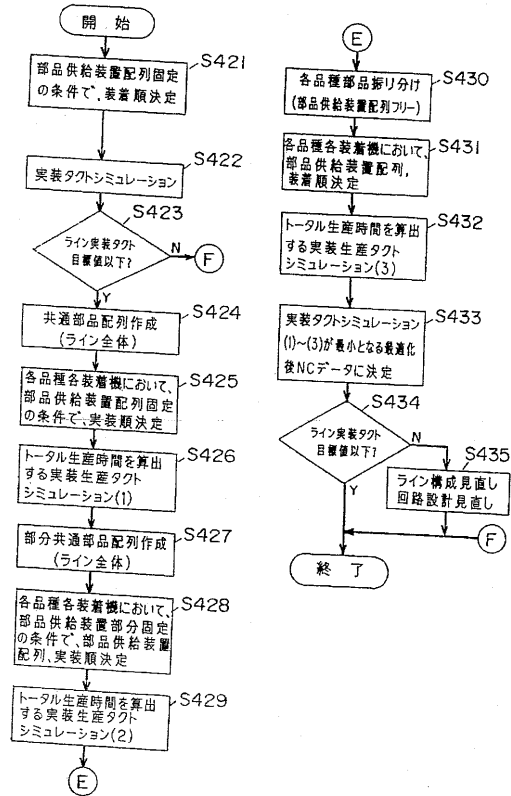 開 始
S421
部品供給装置配列固定
の条件で、装着順決定
S422
実装タクトシミュレーション
S423
ライン実装タクト
目標値以下?
N
F
Y
S424
共通部品配列作成
(ライン全体)
S425
各品種各装着機において、
部品供給装置配列固定
の条件で、実装順決定
S426
トータル生産時間を算出
する実装生産タクト
シミュレーション(1)
S427
部分共通部品配列作成
(ライン全体)
S428
各品種各装着機において、
部品供給装置部分固定
の条件で、部品供給装置
配列、実装順決定
S429
トータル生産時間を算出
する実装生産タクト
シミュレーション(2)
E
E
S430
各品種部品振り分け
(部品供給装置配列フリー)
S431
各品種各装着機において、
部品供給装置配列,
装着順決定
S432
トータル生産時間を算出
する実装生産タクト
シミュレーション(3)
S433
実装タクトシミュレーション
(1)~(3)が最小となる最適化
後NCデータに決定
S434
ライン実装タクト
目標値以下?
N
Y
S435
ライン構成見直し
回路設計見直し
F
終 了